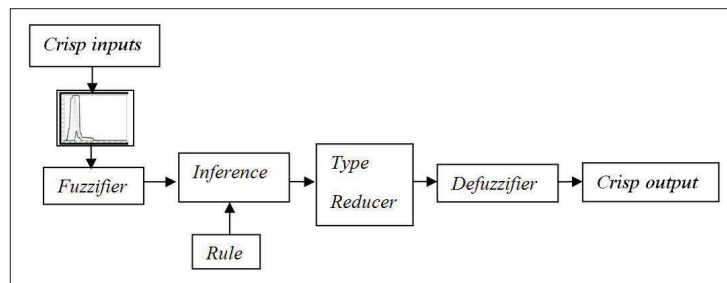 Crisp inputs
Fuzzifier
Inference
Rule
Type
Reducer
Defuzzifier
Crisp output